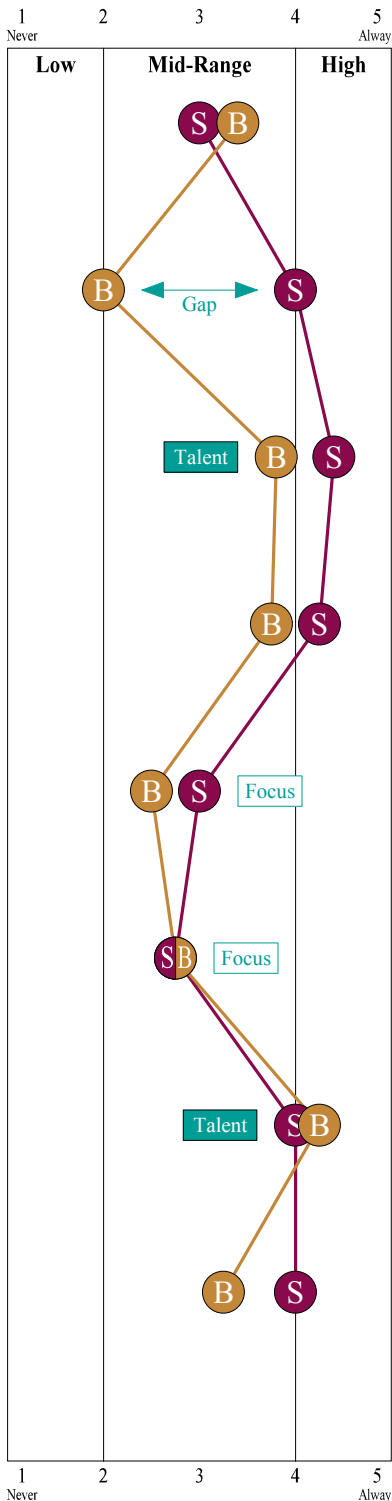 1 2 3 4 5
Never Alway
Low Mid-Range High
S B
B Gap S
Talent B S
B S
B S Focus
S B Focus
Talent S B
B S
1 2 3 4 5
Never Alway